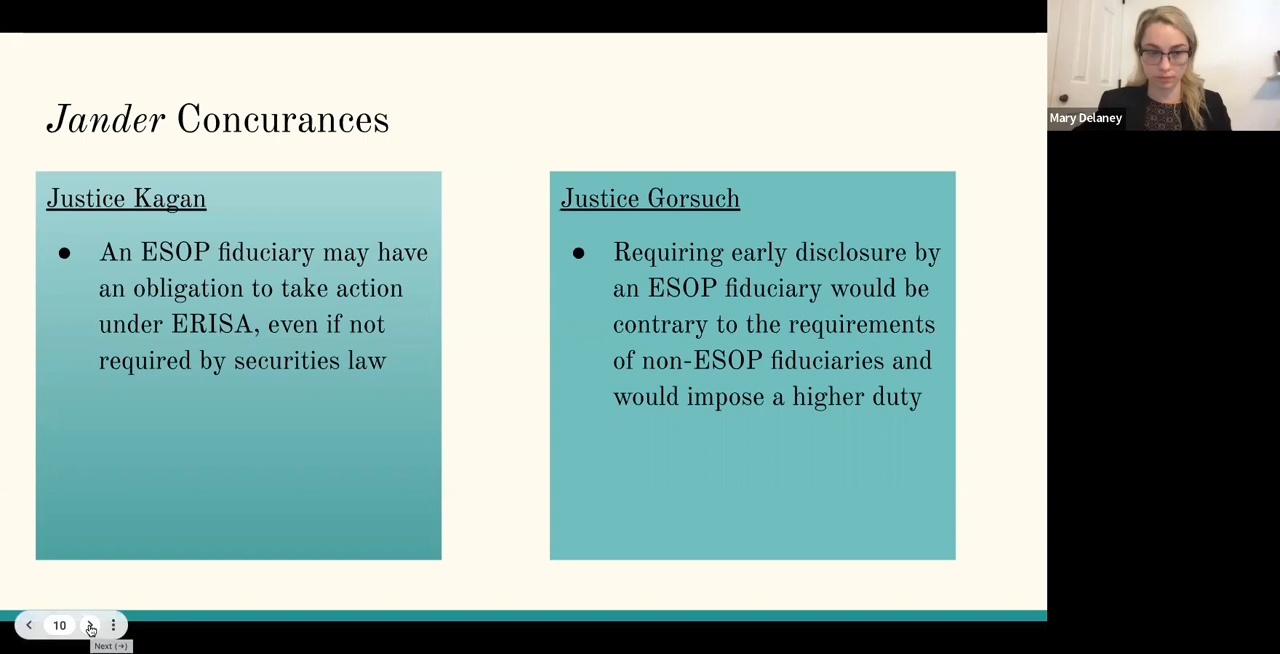 Jander Concurances
Justice Kagan
● An ESOP fiduciary may have
an obligation to take action
under ERISA, even if not
required by securities law
Justice Gorsuch
● Requiring early disclosure by
an ESOP fiduciary would be
contrary to the requirements
of non-ESOP fiduciaries and
would impose a higher duty
Mary Delaney
10
Next (→)